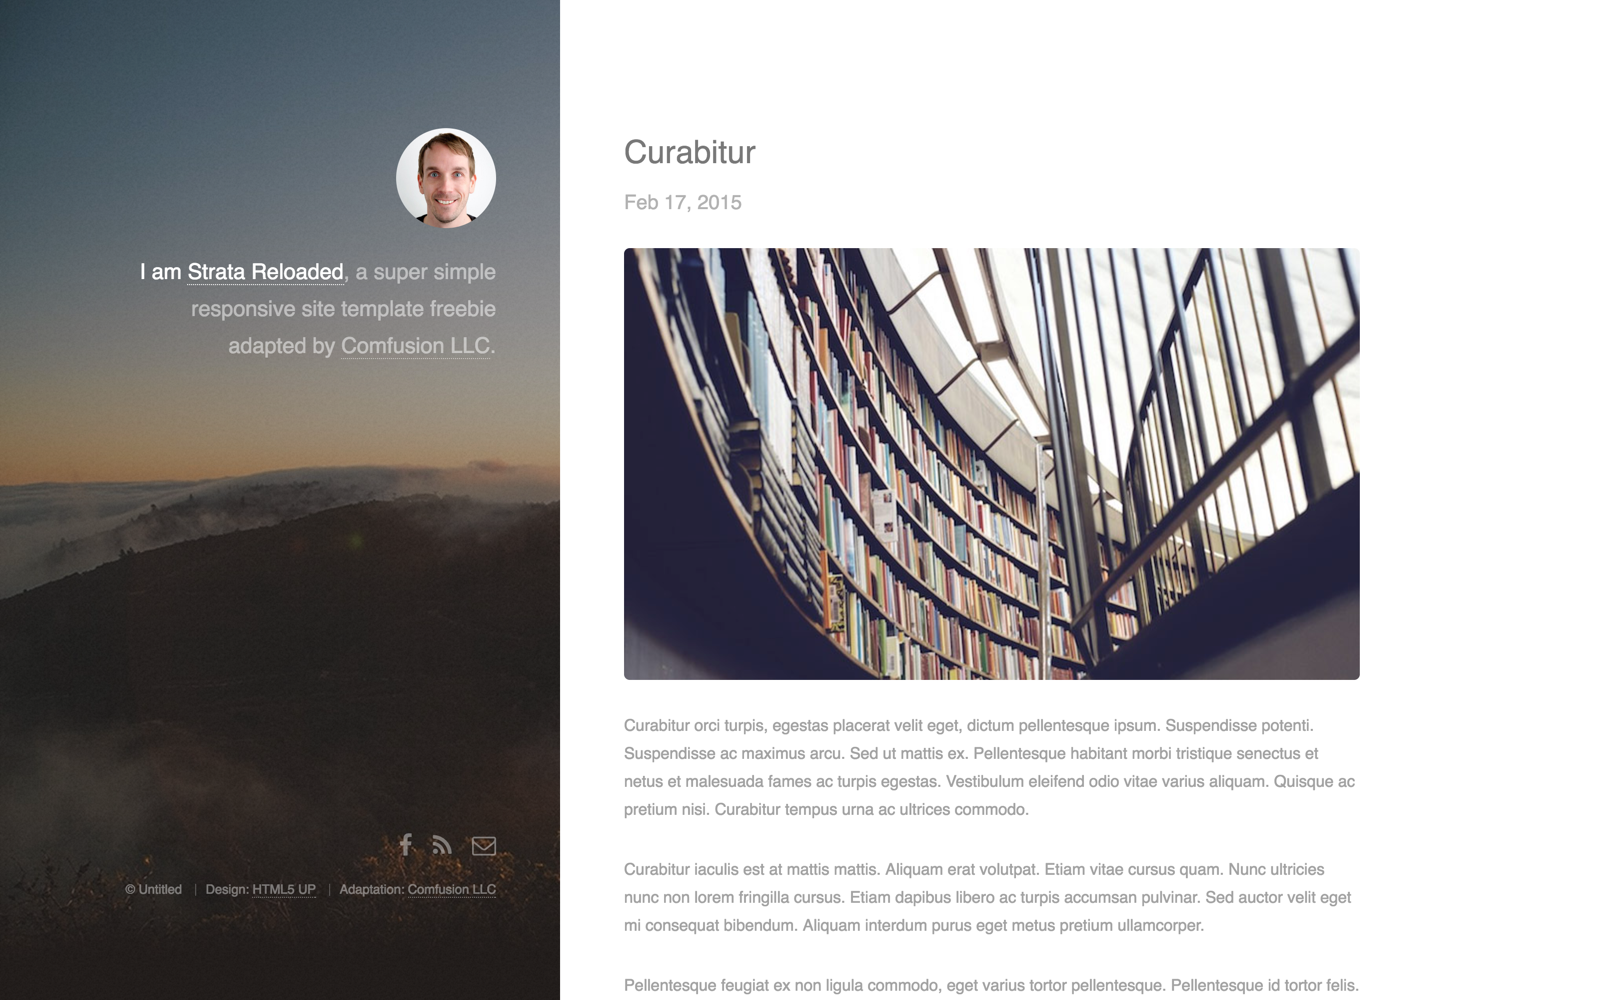 I am Strata Reloaded, a super simple
responsive site template freebie
adapted by Comfusion LLC.
© Untitled | Design: HTML5 UP | Adaptation: Comfusion LLC
Curabitur
Feb 17, 2015
Curabitur orci turpis, egestas placerat velit eget, dictum pellentesque ipsum. Suspendisse potenti.
Suspendisse ac maximus arcu. Sed ut mattis ex. Pellentesque habitant morbi tristique senectus et
netus et malesuada fames ac turpis egestas. Vestibulum eleifend odio vitae varius aliquam. Quisque ac
pretium nisi. Curabitur tempus urna ac ultrices commodo.
Curabitur iaculis est at mattis mattis. Aliquam erat volutpat. Etiam vitae cursus quam. Nunc ultricies
nunc non lorem fringilla cursus. Etiam dapibus libero ac turpis accumsan pulvinar. Sed auctor velit eget
mi consequat bibendum. Aliquam interdum purus eget metus pretium ullamcorper.
Pellentesque feugiat ex non ligula commodo, eget varius tortor pellentesque. Pellentesque id tortor felis.